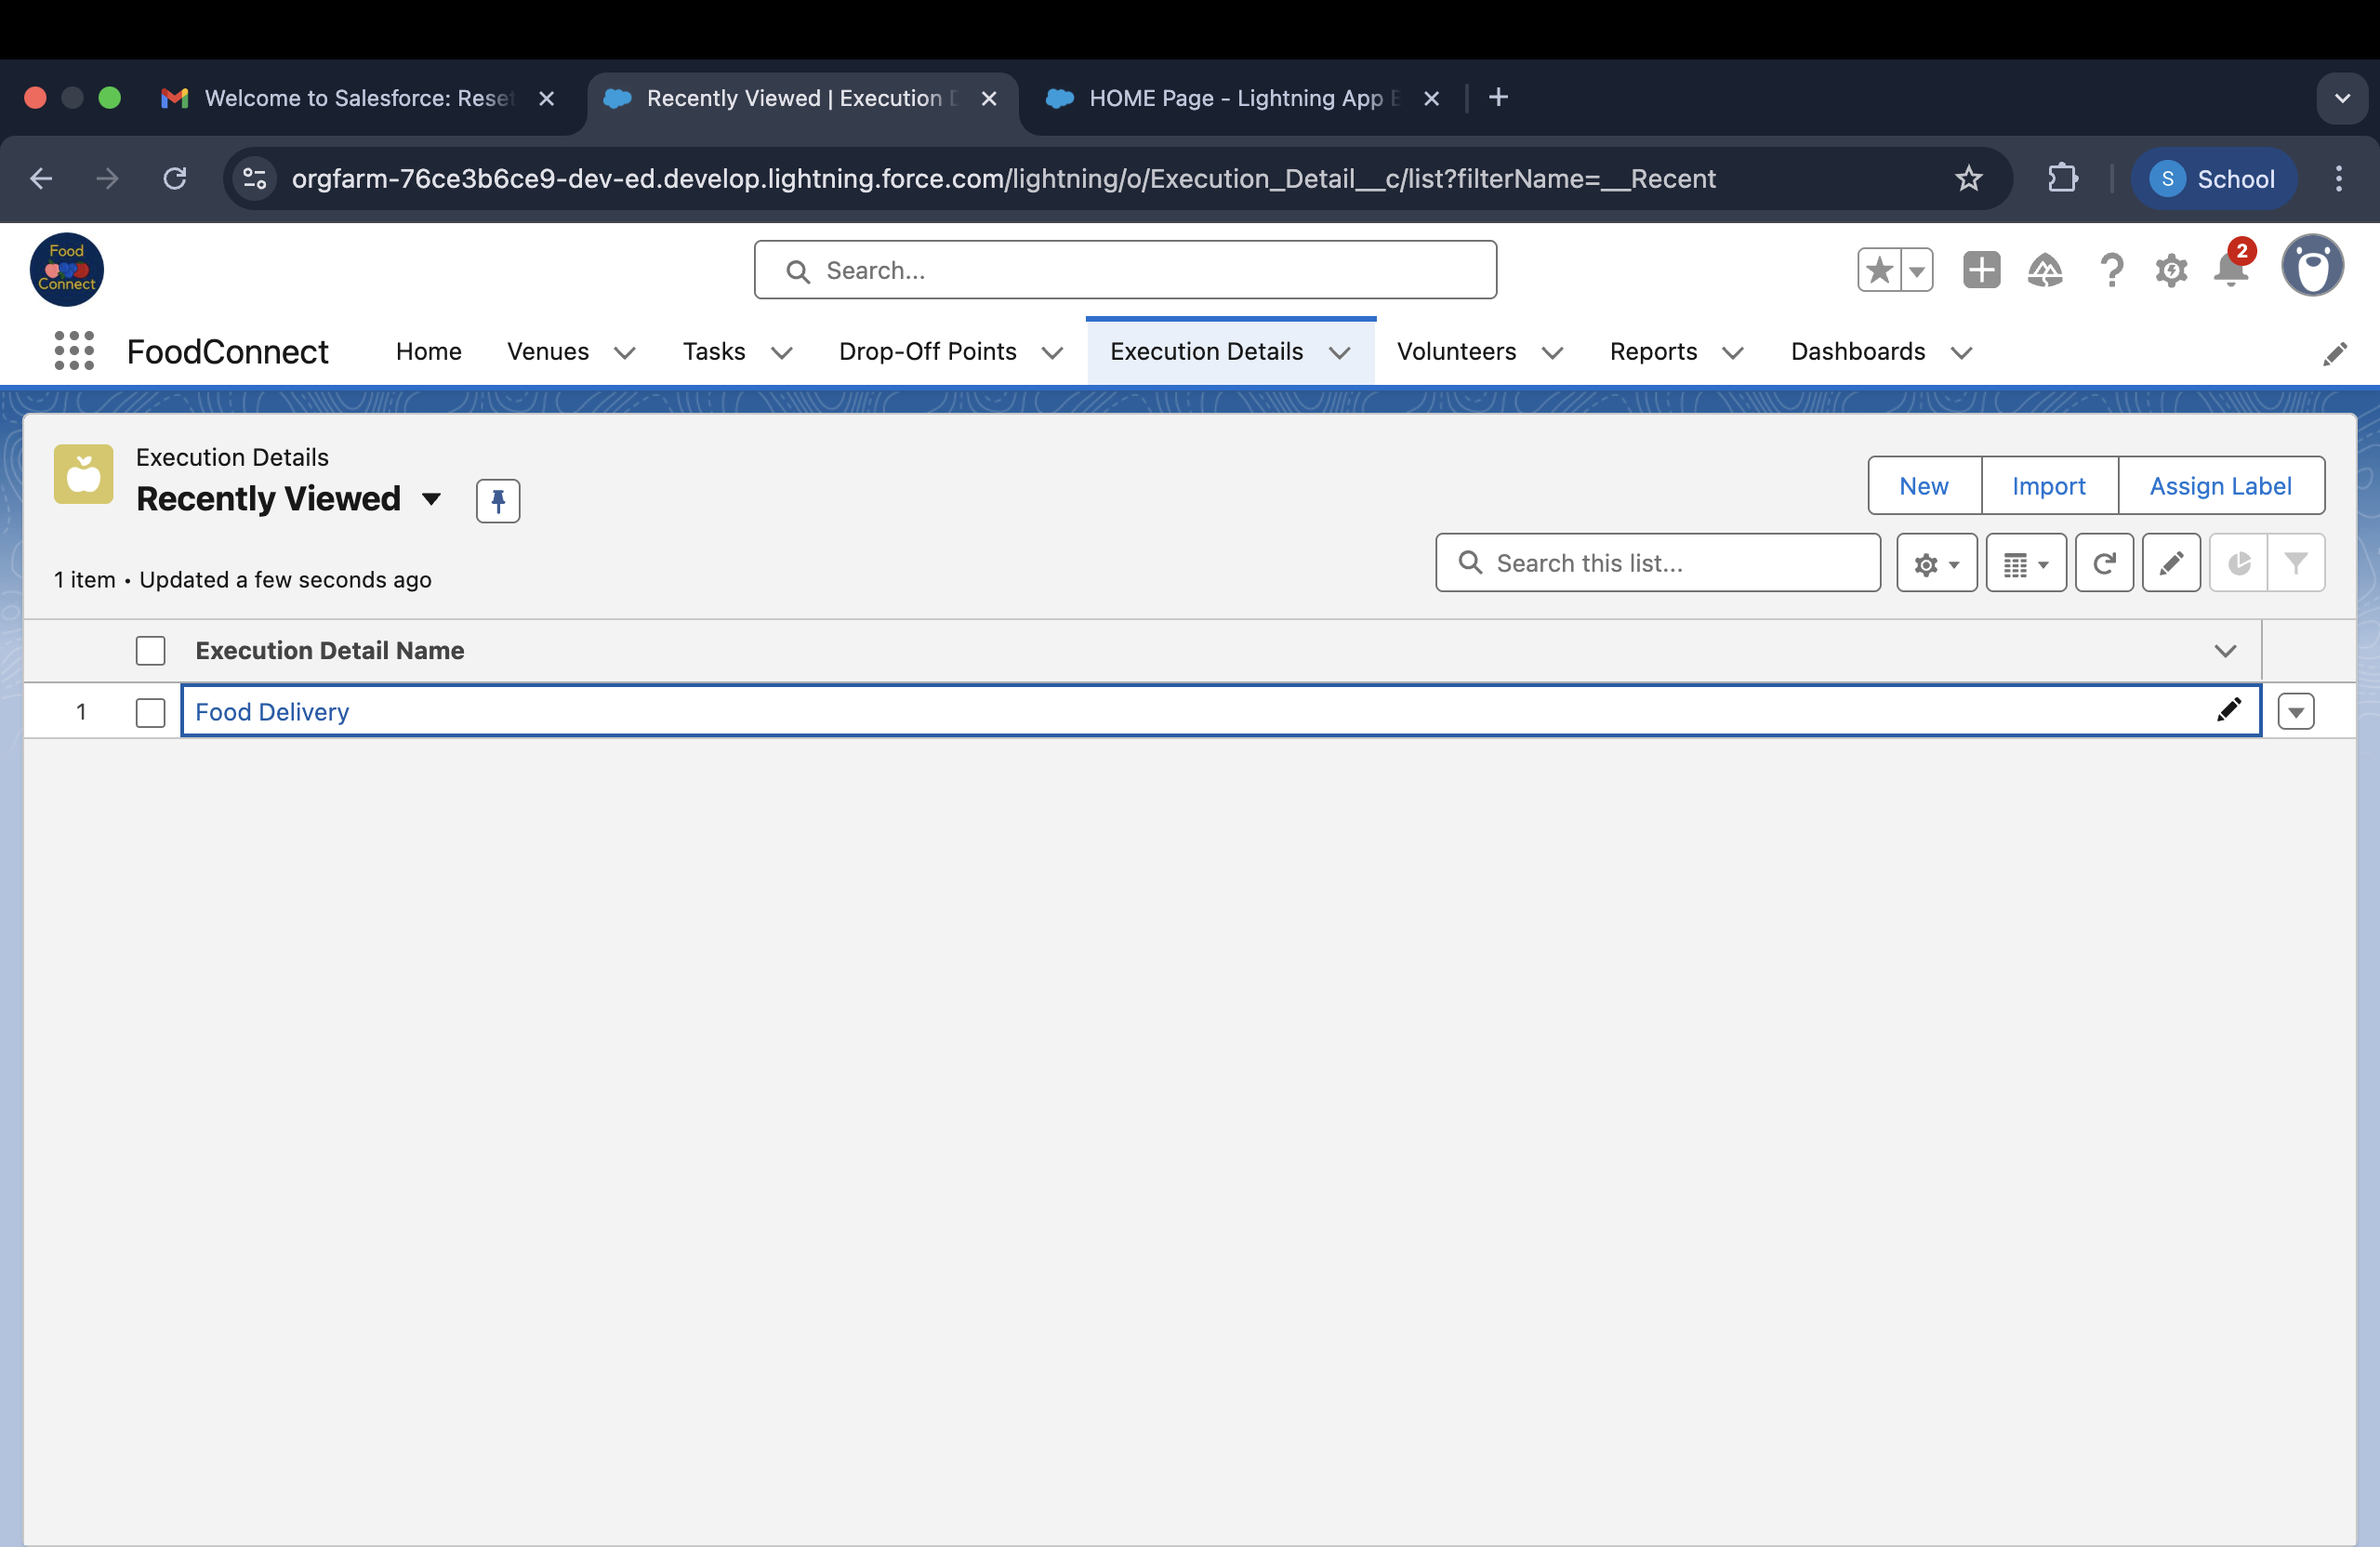 Welcome to Salesforce: Reset
Recently Viewed | Execution D
HOME Page - Lightning App B
orgfarm-76ce3b6ce9-dev-ed.develop.lightning.force.com/lightning/o/Execution_Detail__c/list?filterName=__Recent
S School
Food
Connect
Search...
2
FoodConnect
Home
Venues
Tasks
Drop-Off Points
Execution Details
Volunteers
Reports
Dashboards
Execution Details
Recently Viewed
New
Import
Assign Label
1 item • Updated a few seconds ago
Search this list...
Execution Detail Name
1
Food Delivery